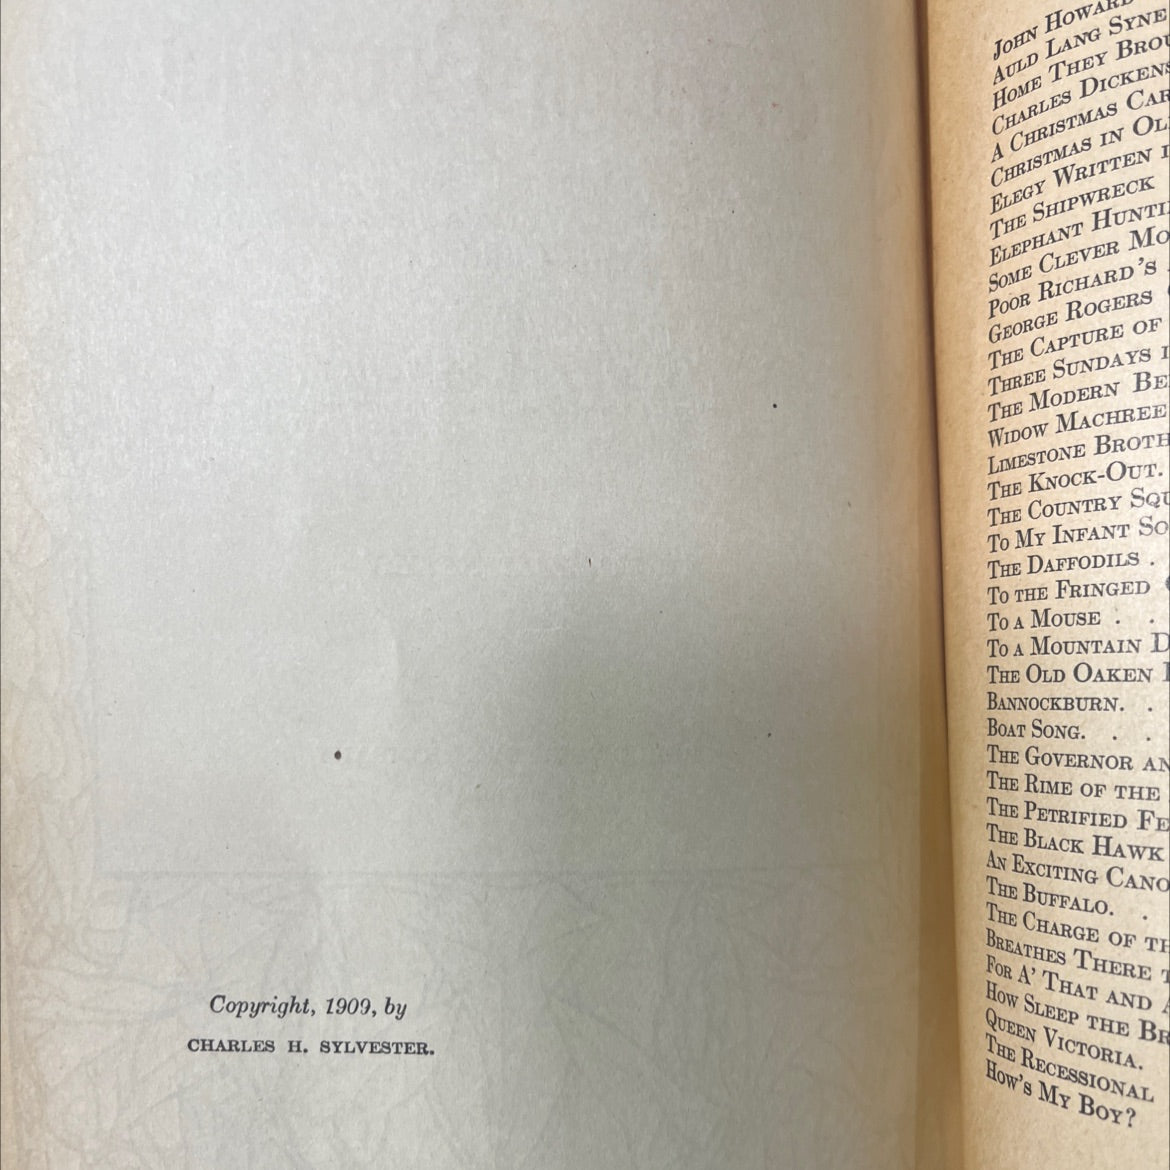 Copyright, 1909, by
CHARLES H. SYLVESTER.
JOHN HOWARD
AULD LANG SYNE
HOME THEY BROU
CHARLES DICKENS
A CHRISTMAS CAR
CHRISTMAS IN OL
ELEGY WRITTEN I
THE SHIPWRECK
ELEPHANT HUNTI
SOME CLEVER MO
POOR RICHARD'S
GEORGE ROGERS
THE CAPTURE OF
THREE SUNDAYS I
THE MODERN BE
WIDOW MACHREE
LIMESTONE BROTH
THE KNOCK-OUT.
THE COUNTRY SQU
TO MY INFANT SO
THE DAFFODILS .
TO THE FRINGED
TO A MOUSE . .
TO A MOUNTAIN D
THE OLD OAKEN
BANNOCKBURN. .
BOAT SONG. . .
THE GOVERNOR AN
THE RIME OF THE
THE PETRIFIED FE
THE BLACK HAWK
AN EXCITING CANO
THE BUFFALO. .
THE CHARGE OF TH
BREATHES THERE T
FOR A' THAT AND A
HOW SLEEP THE BR
QUEEN VICTORIA.
THE RECESSIONAL
HOW'S MY BOY?